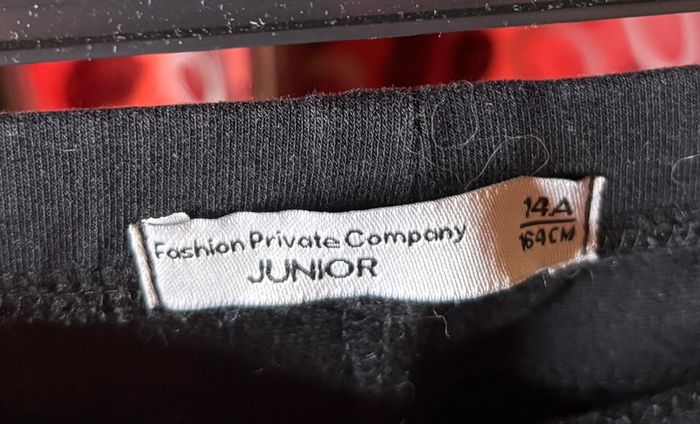 Fashion Private Company
JUNIOR
14A
164CM